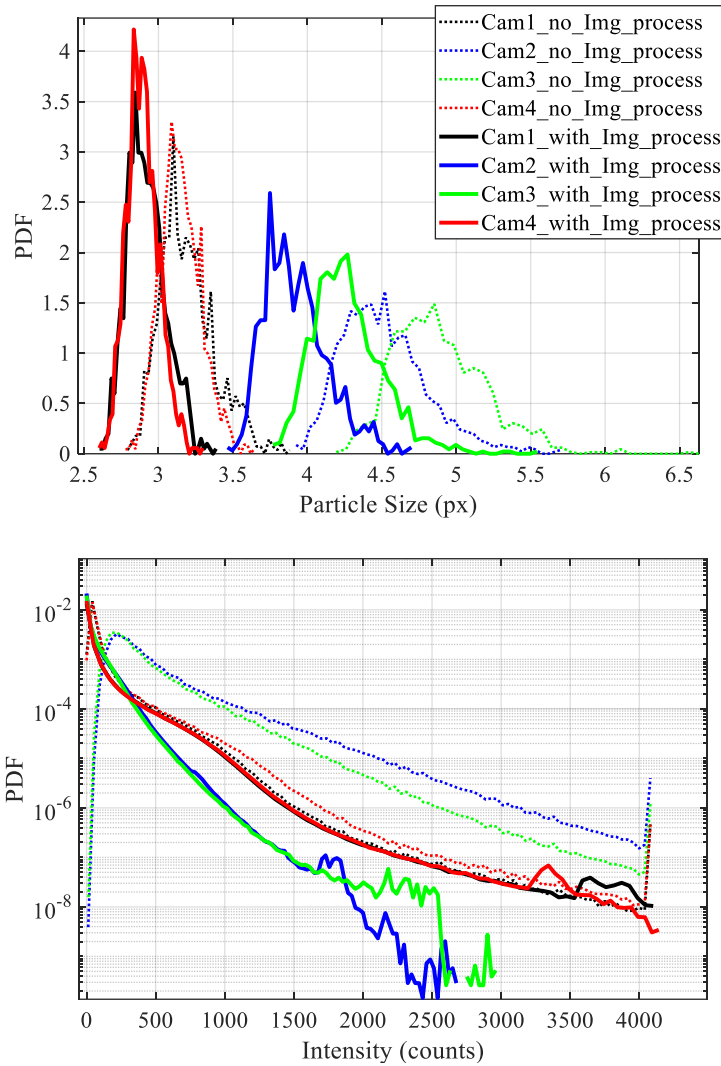 Cam1_no_Img_process
Cam2_no_Img_process
Cam3_no_Img_process
Cam4_no_Img_process
Cam1_with_Img_process
Cam2_with_Img_process
Cam3_with_Img_process
Cam4_with_Img_process
4
3.5
3
2.5
2
1.5
1
0.5
0
PDF
2.5 3 3.5 4 4.5 5 5.5 6 6.5
Particle Size (px)
10^-2
10^-4
10^-6
10^-8
PDF
0 500 1000 1500 2000 2500 3000 3500 4000
Intensity (counts)